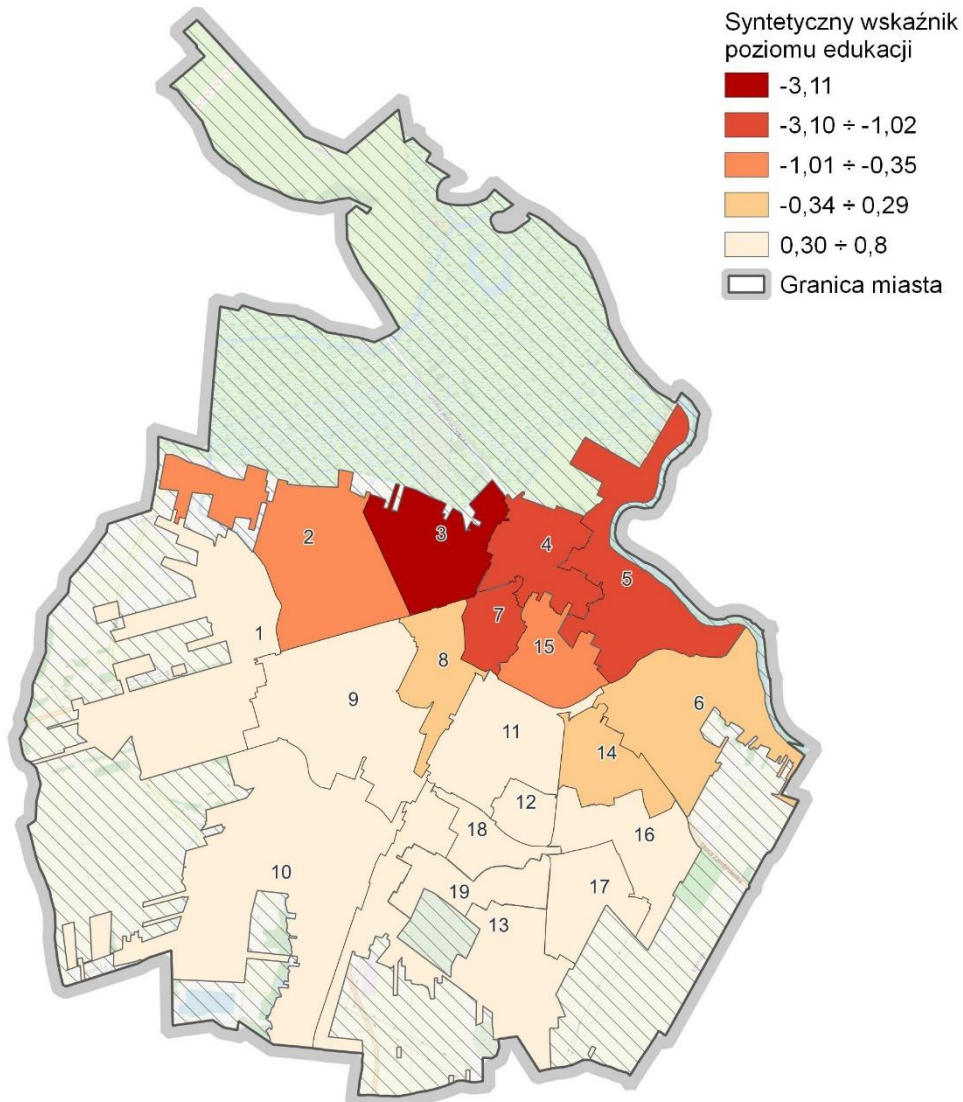 Syntetyczny wskaźnik
poziomu edukacji
-3,11
-3,10 ÷ -1,02
-1,01 ÷ -0,35
-0,34 ÷ 0,29
0,30 ÷ 0,8
Granica miasta
2
3
4
5
1
7
15
8
9
6
11
14
12
16
18
10
17
19
13